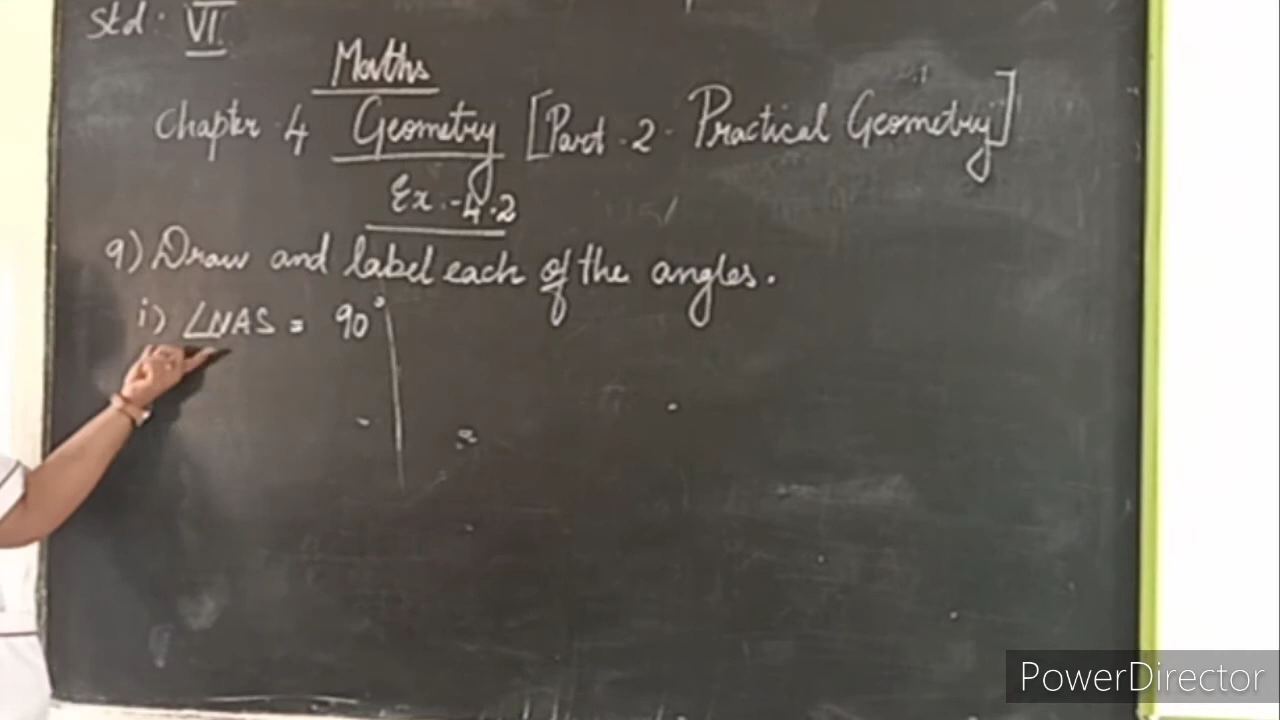 Std: VI
Maths
Chapter - 4 Geometry [Part - 2 - Practical Geometry]
Ex. - 4.2
9) Draw and label each of the angles.
i) ∠NAS = 90°
PowerDirector